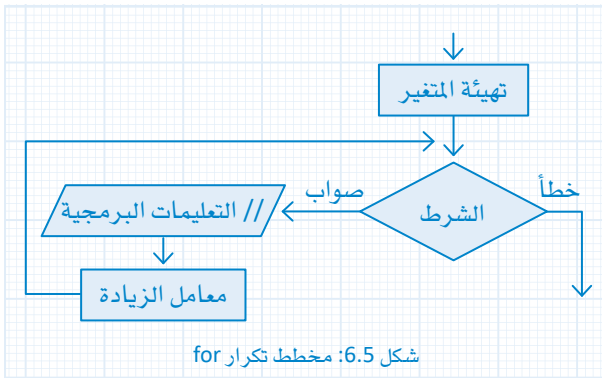 تهيئة المتغير
خطأ
صواب
الشرط
// التعليمات البرمجية
معامل الزيادة
شكل 6.5: مخطط تكرار for